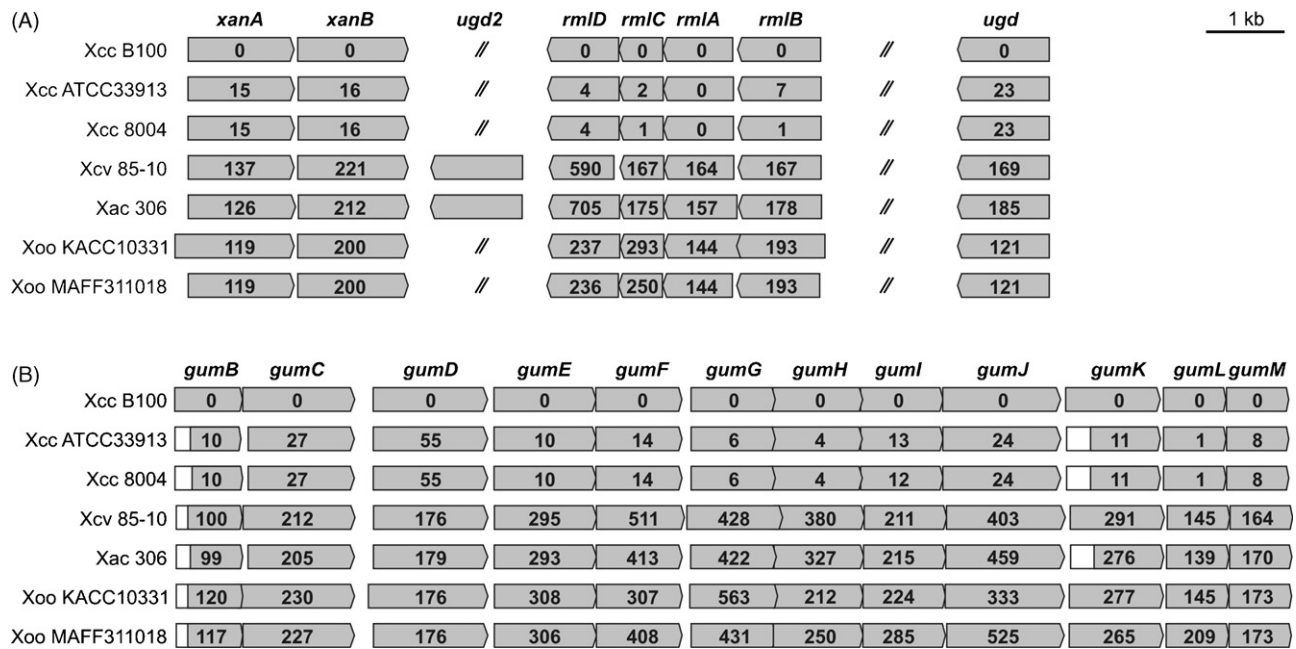 (A) xanA xanB ugd2 rmlD rmlC rmlA rmlB ugd 1 kb
Xcc B100 0 0 // 0 0 0 0 // 0
Xcc ATCC33913 15 16 // 4 2 0 7 // 23
Xcc 8004 15 16 // 4 1 0 1 // 23
Xcv 85-10 137 221 590 167 164 167 // 169
Xac 306 126 212 705 175 157 178 // 185
Xoo KACC10331 119 200 // 237 293 144 193 // 121
Xoo MAFF311018 119 200 // 236 250 144 193 // 121
(B) gumB gumC gumD gumE gumF gumG gumH gumI gumJ gumK gumL gumM
Xcc B100 0 0 0 0 0 0 0 0 0 0 0 0
Xcc ATCC33913 10 27 55 10 14 6 4 13 24 11 1 8
Xcc 8004 10 27 55 10 14 6 4 12 24 11 1 8
Xcv 85-10 100 212 176 295 511 428 380 211 403 291 145 164
Xac 306 99 205 179 293 413 422 327 215 459 276 139 170
Xoo KACC10331 120 230 176 308 307 563 212 224 333 277 145 173
Xoo MAFF311018 117 227 176 306 408 431 250 285 525 265 209 173